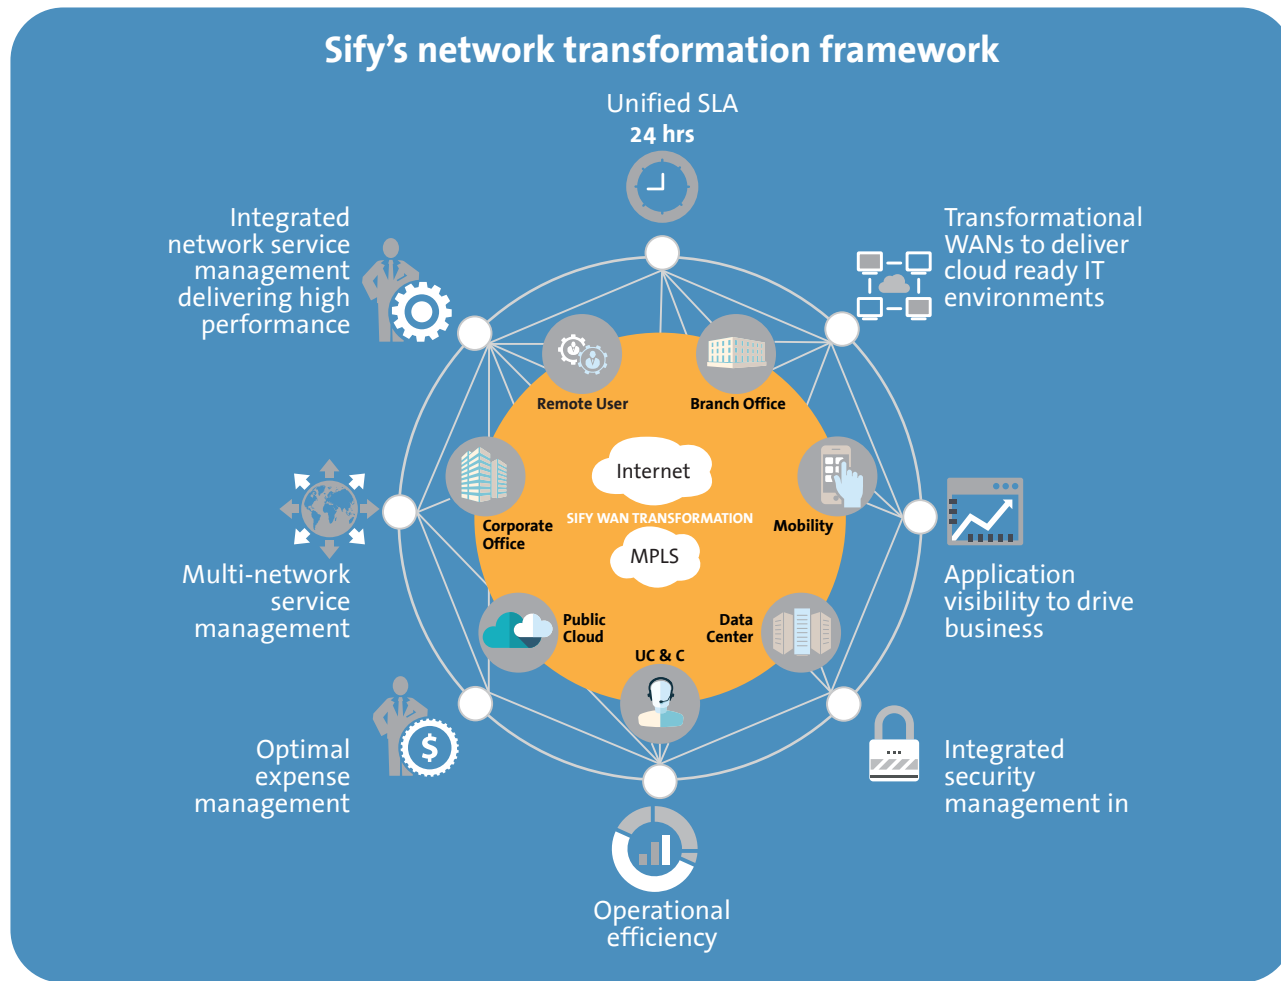 Sify’s network transformation framework
Unified SLA
24 hrs
Integrated
network service
management
delivering high
performance
Transformational
WANs to deliver
cloud ready IT
environments
Remote User
Branch Office
Internet
SIFY WAN TRANSFORMATION
MPLS
Corporate
Office
Mobility
Public
Cloud
Data
Center
UC & C
Multi-network
service
management
Application
visibility to drive
business
$
Optimal
expense
management
Integrated
security
management in
Operational
efficiency